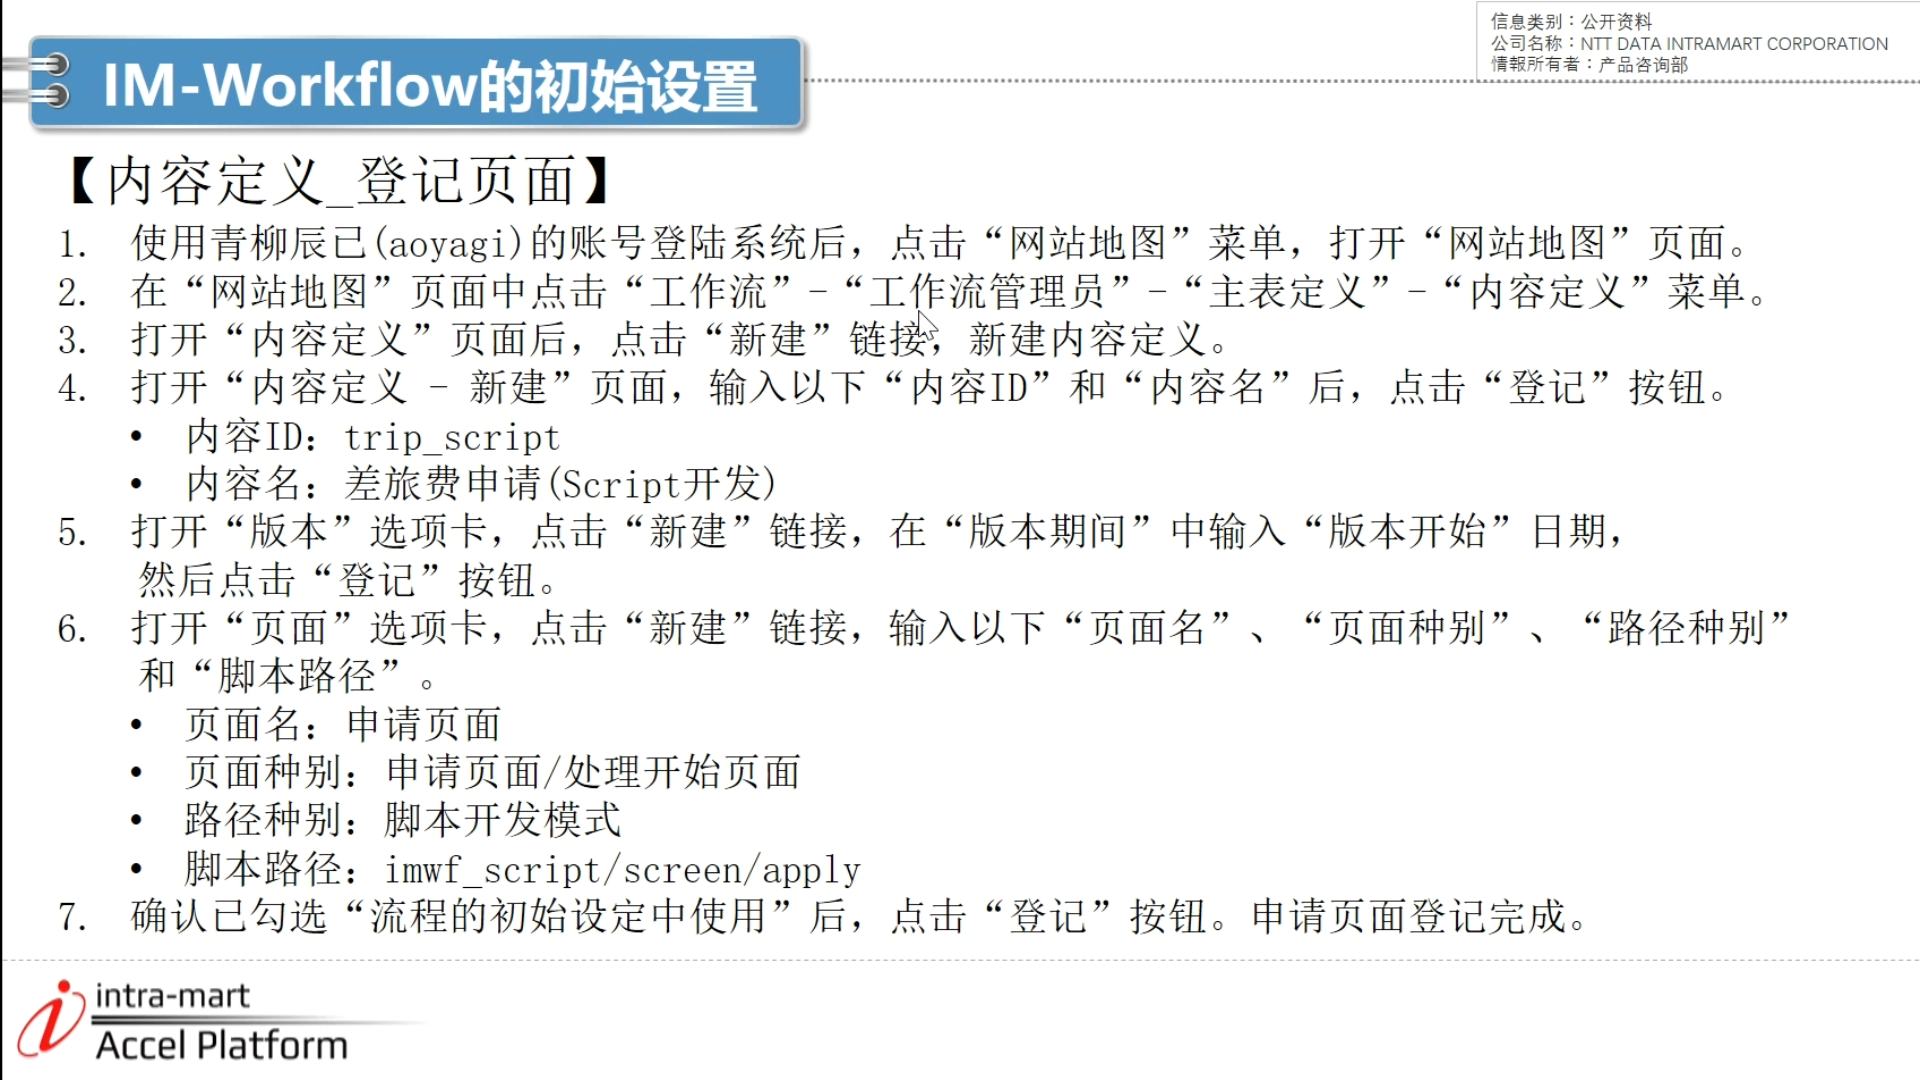 信息类别：公开资料
公司名称：NTT DATA INTRAMART CORPORATION
情報所有者：产品咨询部
IM-Workflow的初始设置
【内容定义_登记页面】
1. 使用青柳辰已(aoyagi)的账号登陆系统后，点击“网站地图”菜单，打开“网站地图”页面。
2. 在“网站地图”页面中点击“工作流”-“工作流管理员”-“主表定义”-“内容定义”菜单。
3. 打开“内容定义”页面后，点击“新建”链接，新建内容定义。
4. 打开“内容定义 - 新建”页面，输入以下“内容ID”和“内容名”后，点击“登记”按钮。
• 内容ID：trip_script
• 内容名：差旅费申请(Script开发)
5. 打开“版本”选项卡，点击“新建”链接，在“版本期间”中输入“版本开始”日期，
然后点击“登记”按钮。
6. 打开“页面”选项卡，点击“新建”链接，输入以下“页面名”、“页面种别”、“路径种别”
和“脚本路径”。
• 页面名：申请页面
• 页面种别：申请页面/处理开始页面
• 路径种别：脚本开发模式
• 脚本路径：imwf_script/screen/apply
7. 确认已勾选“流程的初始设定中使用”后，点击“登记”按钮。申请页面登记完成。
intra-mart
Accel Platform